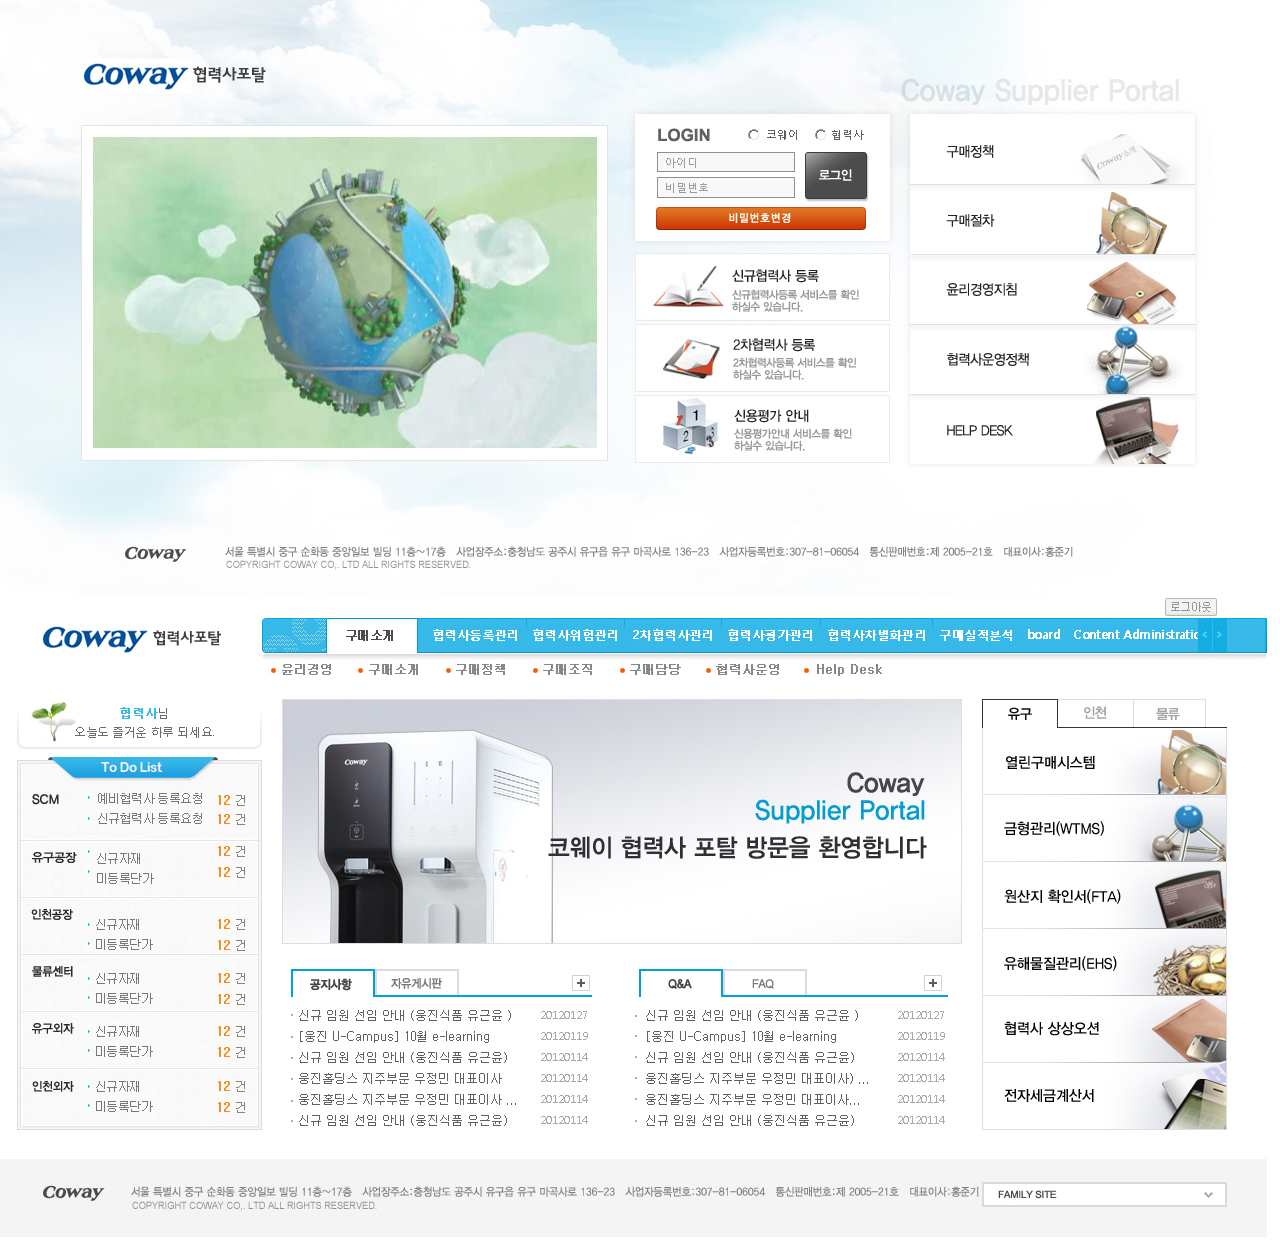 Coway 협력사포탈
Coway Supplier Portal
LOGIN 코웨이 협력사
아이디
비밀번호
로그인
비밀번호변경
신규협력사 등록
신규협력사등록 서비스를 확인
하실수 있습니다.
2차협력사 등록
2차협력사등록 서비스를 확인
하실수 있습니다.
신용평가 안내
신용평가안내 서비스를 확인
하실수 있습니다.
1
2
3
구매정책
Coway소개
구매절차
윤리경영지침
협력사운영정책
HELP DESK
Coway
서울 특별시 중구 순화동 중앙일보 빌딩 11층~17층 사업장주소:충청남도 공주시 유구읍 유구 마곡사로 136-23 사업자등록번호:307-81-06054 통신판매번호:제 2005-21호 대표이사:홍준기
COPYRIGHT COWAY CO,. LTD ALL RIGHTS RESERVED.
로그아웃
Coway 협력사포탈
구매소개 협력사등록관리 협력사위험관리 2차협력사관리 협력사평가관리 협력사차별화관리 구매실적분석 board Content Administratio
윤리경영 구매소개 구매정책 구매조직 구매담당 협력사운영 Help Desk
협력사님
오늘도 즐거운 하루 되세요.
To Do List
SCM
예비협력사 등록요청 12 건
신규협력사 등록요청 12 건
유구공장
신규자재 12 건
미등록단가 12 건
인천공장
신규자재 12 건
미등록단가 12 건
물류센터
신규자재 12 건
미등록단가 12 건
유구외자
신규자재 12 건
미등록단가 12 건
인천외자
신규자재 12 건
미등록단가 12 건
Coway
Coway
Supplier Portal
코웨이 협력사 포탈 방문을 환영합니다
공지사항 자유게시판
신규 임원 선임 안내 (웅진식품 유근윤 ) 20120127
[웅진 U-Campus] 10월 e-learning 20120119
신규 임원 선임 안내 (웅진식품 유근윤) 20120114
웅진홀딩스 지주부문 우정민 대표이사 20120114
웅진홀딩스 지주부문 우정민 대표이사 ... 20120114
신규 임원 선임 안내 (웅진식품 유근윤) 20120114
Q&A FAQ
신규 임원 선임 안내 (웅진식품 유근윤 ) 20120127
[웅진 U-Campus] 10월 e-learning 20120119
신규 임원 선임 안내 (웅진식품 유근윤) 20120114
웅진홀딩스 지주부문 우정민 대표이사) ... 20120114
웅진홀딩스 지주부문 우정민 대표이사... 20120114
신규 임원 선임 안내 (웅진식품 유근윤) 20120114
유구 인천 물류
열린구매시스템
금형관리(WTMS)
원산지 확인서(FTA)
유해물질관리(EHS)
협력사 상상오션
전자세금계산서
Coway
서울 특별시 중구 순화동 중앙일보 빌딩 11층~17층 사업장주소:충청남도 공주시 유구읍 유구 마곡사로 136-23 사업자등록번호:307-81-06054 통신판매번호:제 2005-21호 대표이사:홍준기
COPYRIGHT COWAY CO,. LTD ALL RIGHTS RESERVED.
FAMILY SITE